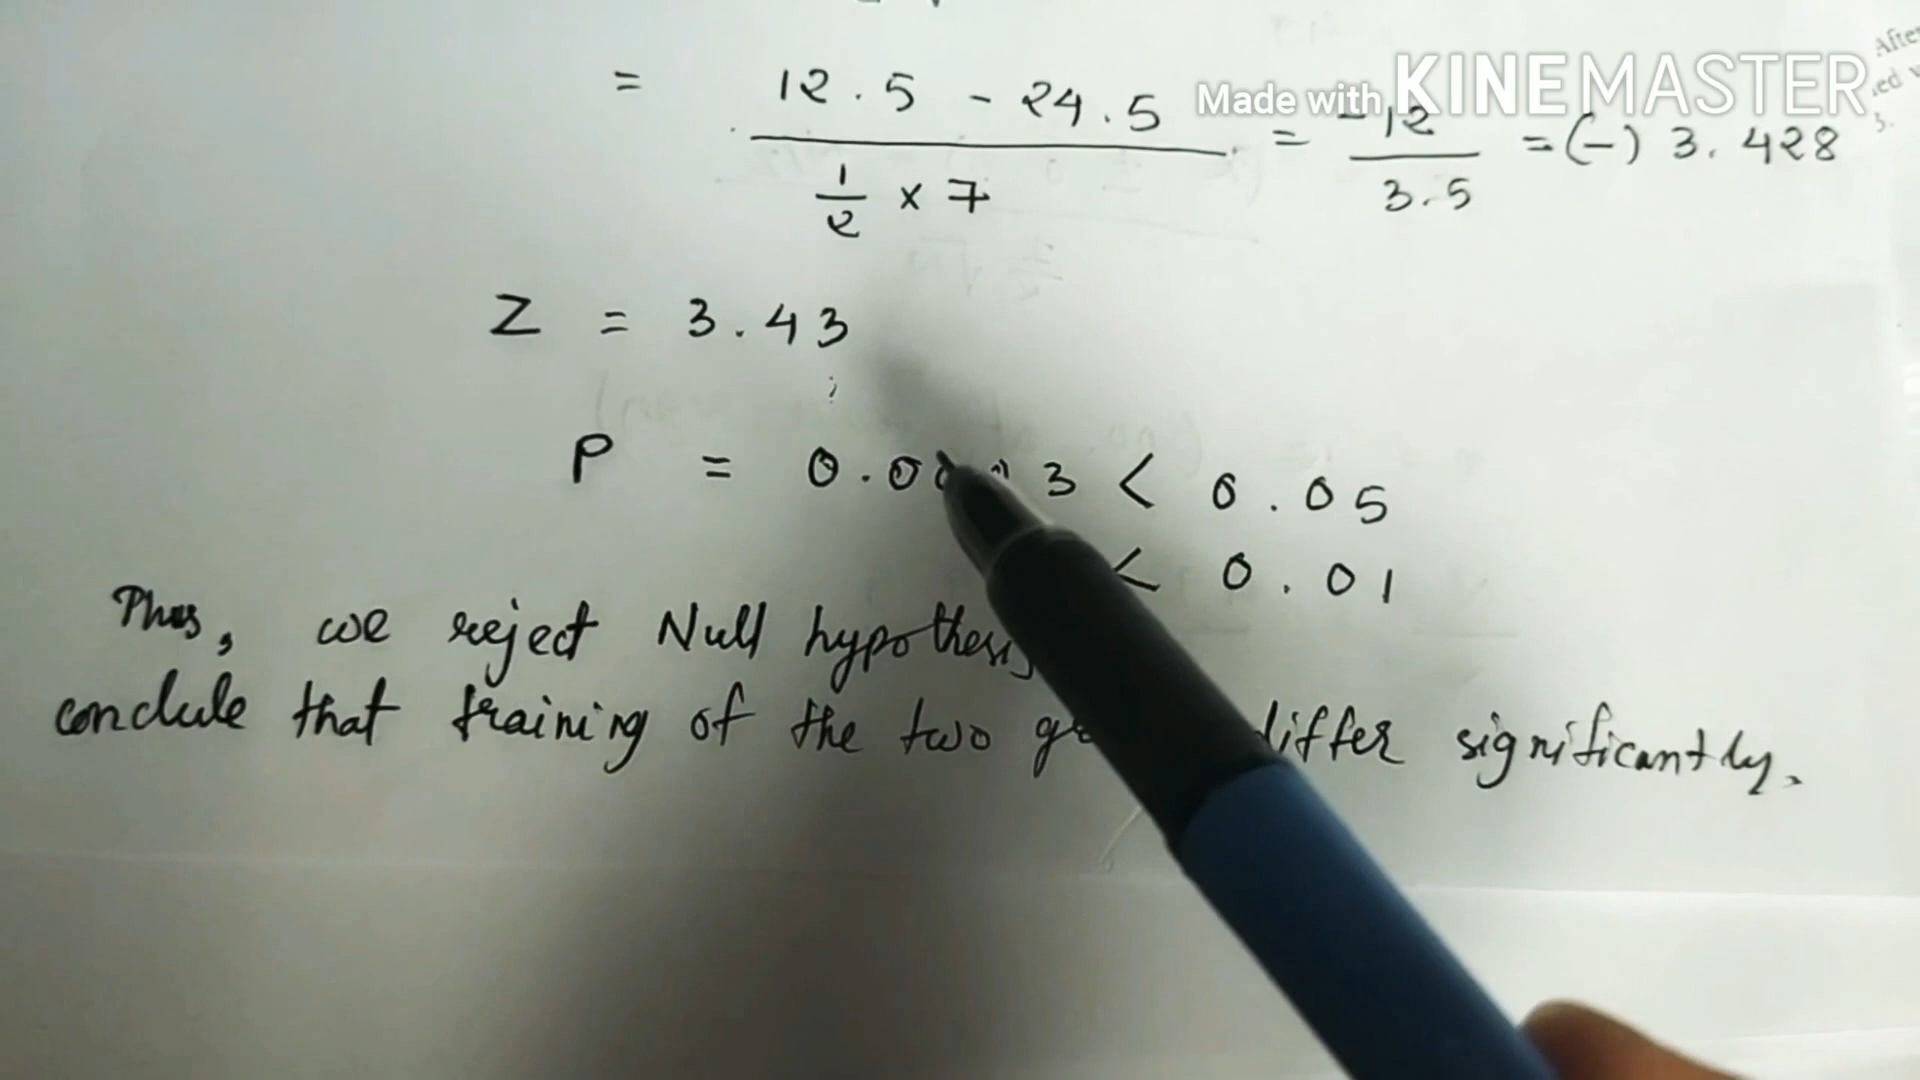 = 12.5 - 24.5 / 1/2 x 7 = -12 / 3.5 = (-) 3.428
Made with KINEMASTER
Z = 3.43
P = 0.0 3 < 0.05
< 0.01
Thus, we reject Null
conclude that training of the two differ significantly.